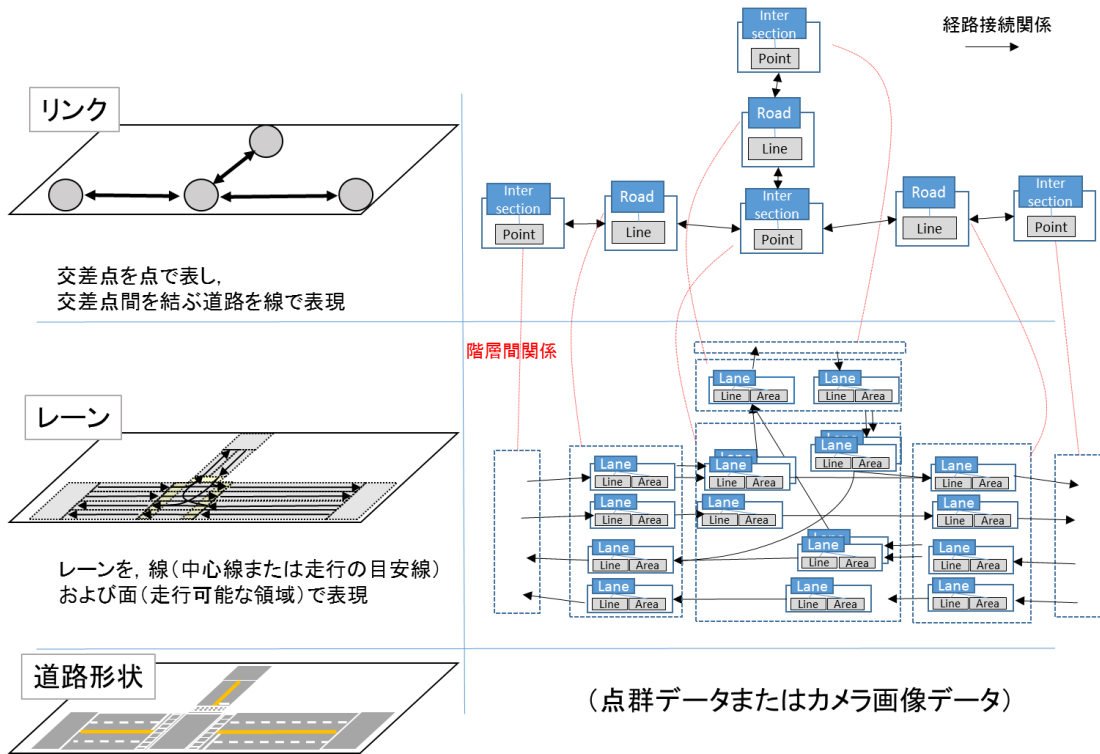 リンク
交差点を点で表し,
交差点間を結ぶ道路を線で表現
経路接続関係
Inter
section
Point
Road
Line
Inter
section
Point
Road
Line
Inter
section
Point
Road
Line
Inter
section
Point
階層間関係
レーン
レーンを, 線（中心線または走行の目安線）
および面（走行可能な領域）で表現
Lane
Line Area
Lane
Line Area
Lane
Line Area
Lane
Line Area
Lane
Line Area
Lane
Line Area
Lane
Line Area
Lane
Line Area
Lane
Line Area
Lane
Line Area
Lane
Line Area
Lane
Line Area
Lane
Line Area
Lane
Line Area
Lane
Line Area
道路形状
（点群データまたはカメラ画像データ）